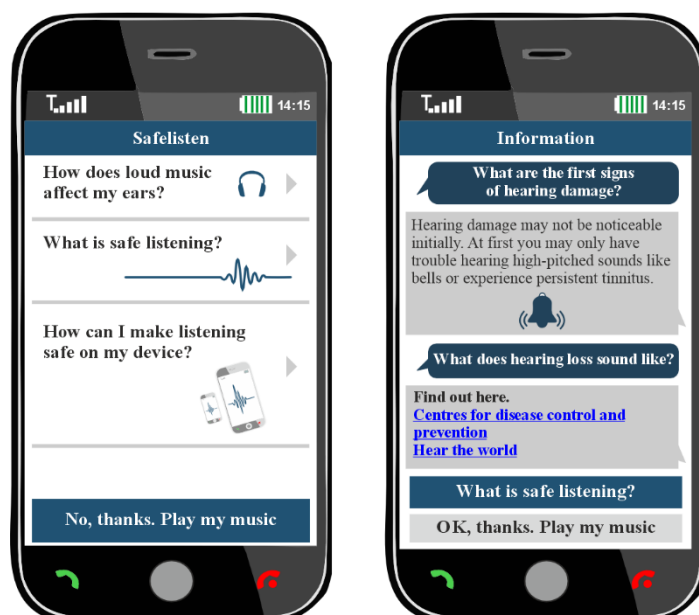 14:15
Safelisten
How does loud music
affect my ears?
What is safe listening?
How can I make listening
safe on my device?
No, thanks. Play my music
14:15
Information
What are the first signs
of hearing damage?
Hearing damage may not be noticeable
initially. At first you may only have
trouble hearing high-pitched sounds like
bells or experience persistent tinnitus.
What does hearing loss sound like?
Find out here.
Centres for disease control and
prevention
Hear the world
What is safe listening?
OK, thanks. Play my music